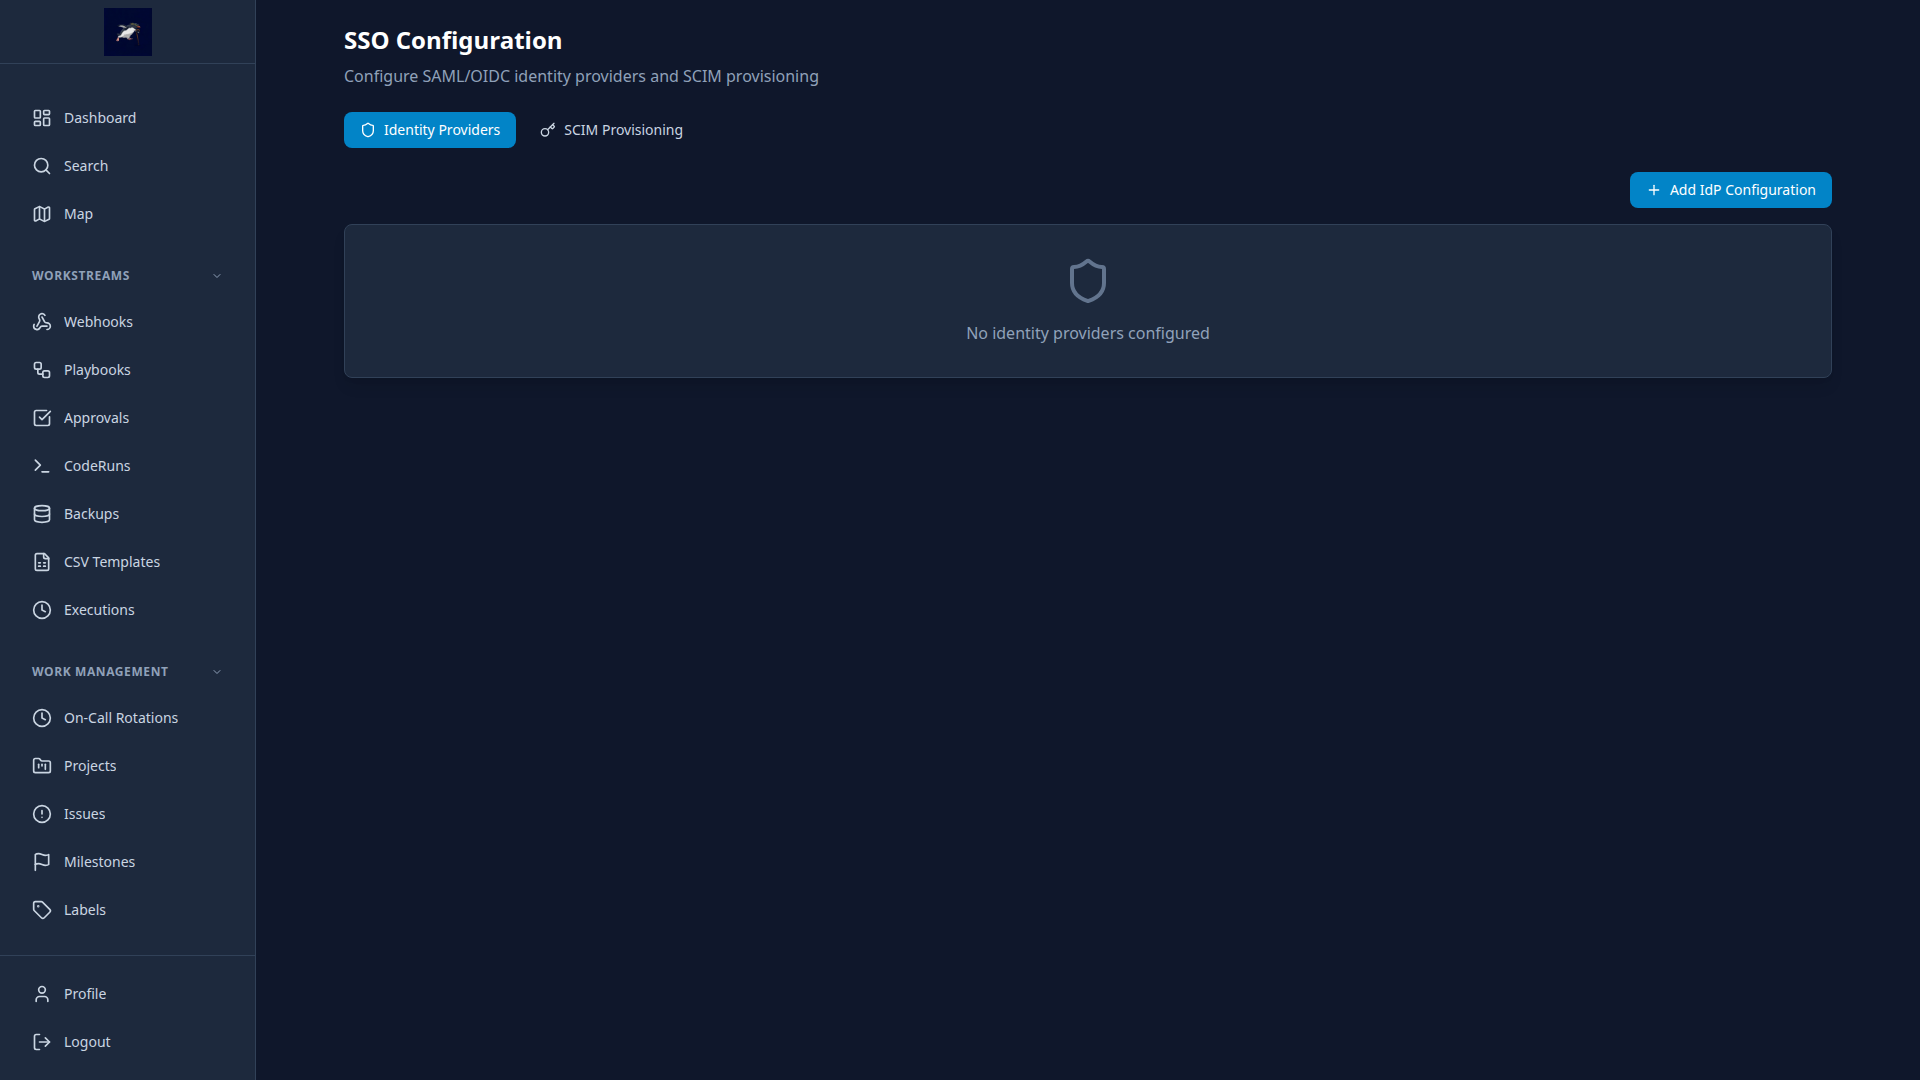 Dashboard
Search
Map
WORKSTREAMS
Webhooks
Playbooks
Approvals
CodeRuns
Backups
CSV Templates
Executions
WORK MANAGEMENT
On-Call Rotations
Projects
Issues
Milestones
Labels
Profile
Logout
SSO Configuration
Configure SAML/OIDC identity providers and SCIM provisioning
Identity Providers
SCIM Provisioning
Add IdP Configuration
No identity providers configured